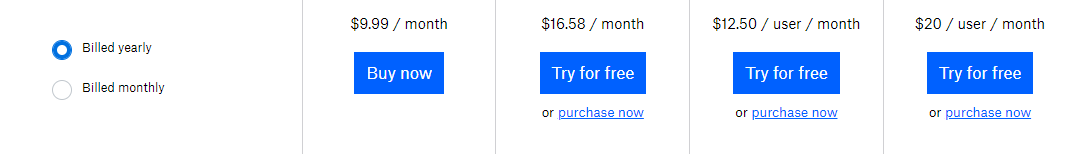 Billed yearly
Billed monthly
$9.99 / month
Buy now
$16.58 / month
Try for free
or purchase now
$12.50 / user / month
Try for free
or purchase now
$20 / user / month
Try for free
or purchase now